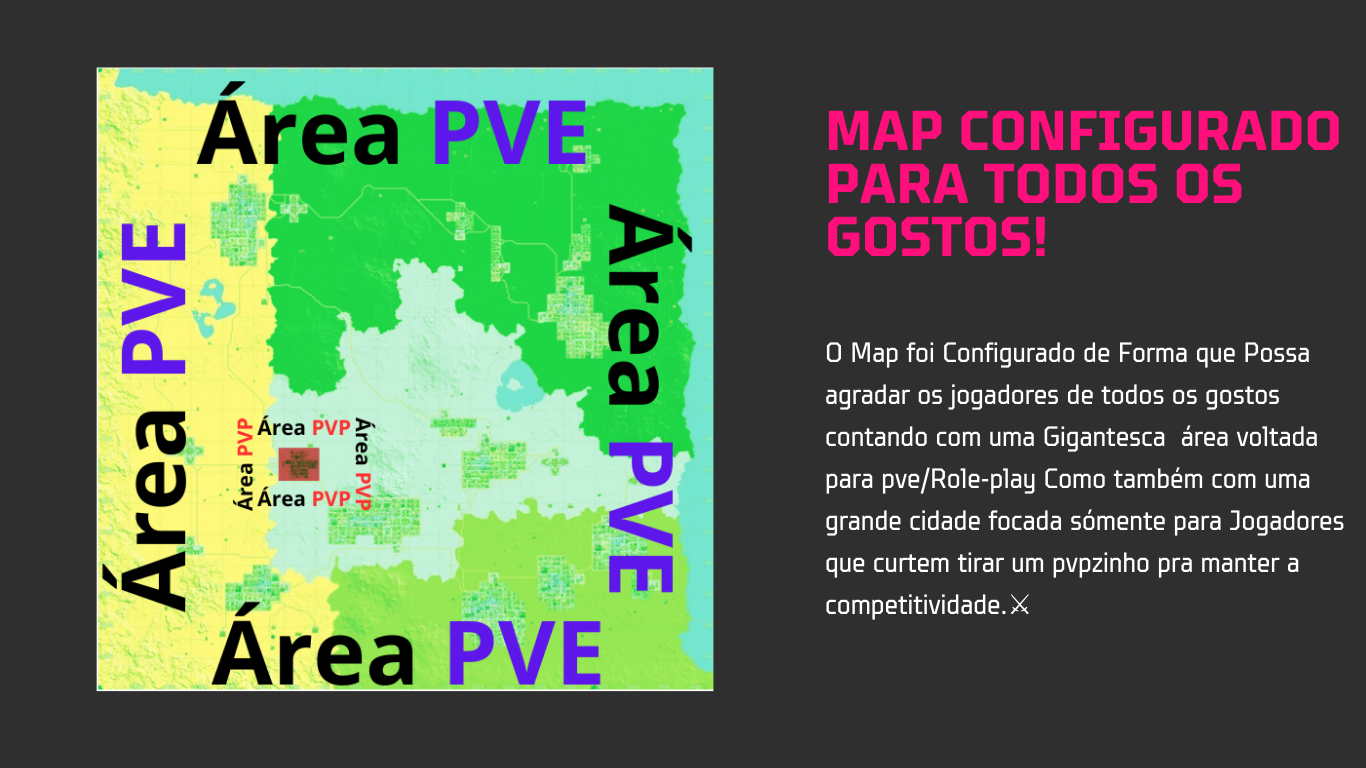 Área PVE
Área PVE
Área PVE
Área PVP
Área PVP
Área PVP
Área PVP
Área PVE
MAP CONFIGURADO
PARA TODOS OS
GOSTOS!
O Map foi Configurado de Forma que Possa
agradar os jogadores de todos os gostos
contando com uma Gigantesca  área voltada
para pve/Role-play Como também com uma
grande cidade focada sómente para Jogadores
que curtem tirar um pvpzinho pra manter a
competitividade.⚔